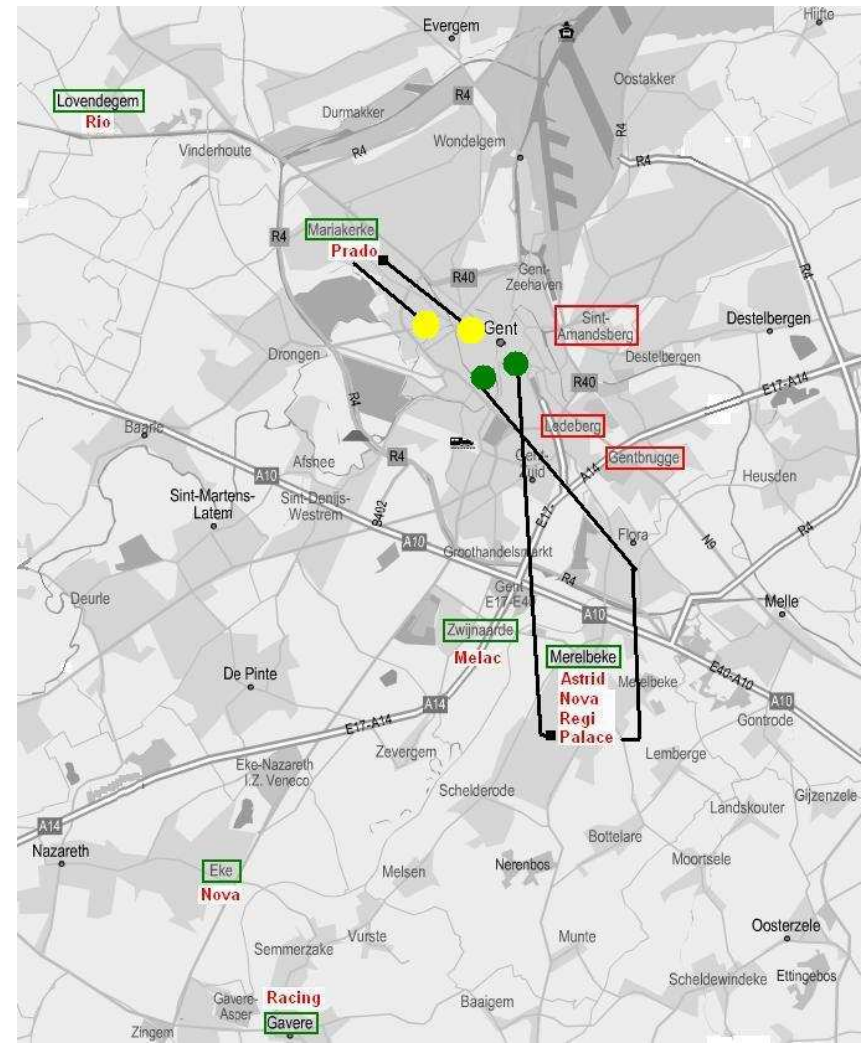 Evergem
Hijfte
Oostakker
Lovendegem
R4
Rio
Durmakker
Wondelgem
R4
Vinderhoute
R4
R4
Mariakerke
R4
Prado
R40
Gent-
Zeehaven
R4
Sint-
Amandsberg
Destelbergen
Gent
Drongen
Destelbergen
R40
E17-A14
R4
Ledeberg
Baarle
Gent-
Zuid
Gentbrugge
Afsnee
R4
A14
Heusden
A10
Sint-Martens-
Latem
Sint-Denijs-
Westrem
B402
E17-
Flora
N9
R4
A10
Groothandelsmarkt
Deurle
Gent
E17-E40
R4
A10
Melle
Zwijnaarde
Merelbeke
Melac
De Pinte
Astrid
Merelbeke
E40-A10
Nova
A10
A14
Regi
Gontrode
E17-A14
Zevergem
Palace
Lemberge
Eke-Nazareth
I.Z. Veneco
Schelderode
Gijzenzele
Landskouter
A14
Bottelare
Nazareth
Eke
Melsen
Nerenbos
Moortsele
Nova
Oosterzele
Vurste
Munte
Semmerzake
Scheldewindeke
Ettingebos
Gavere-
Asper
Racing
Baaigem
Gavere
Zingem